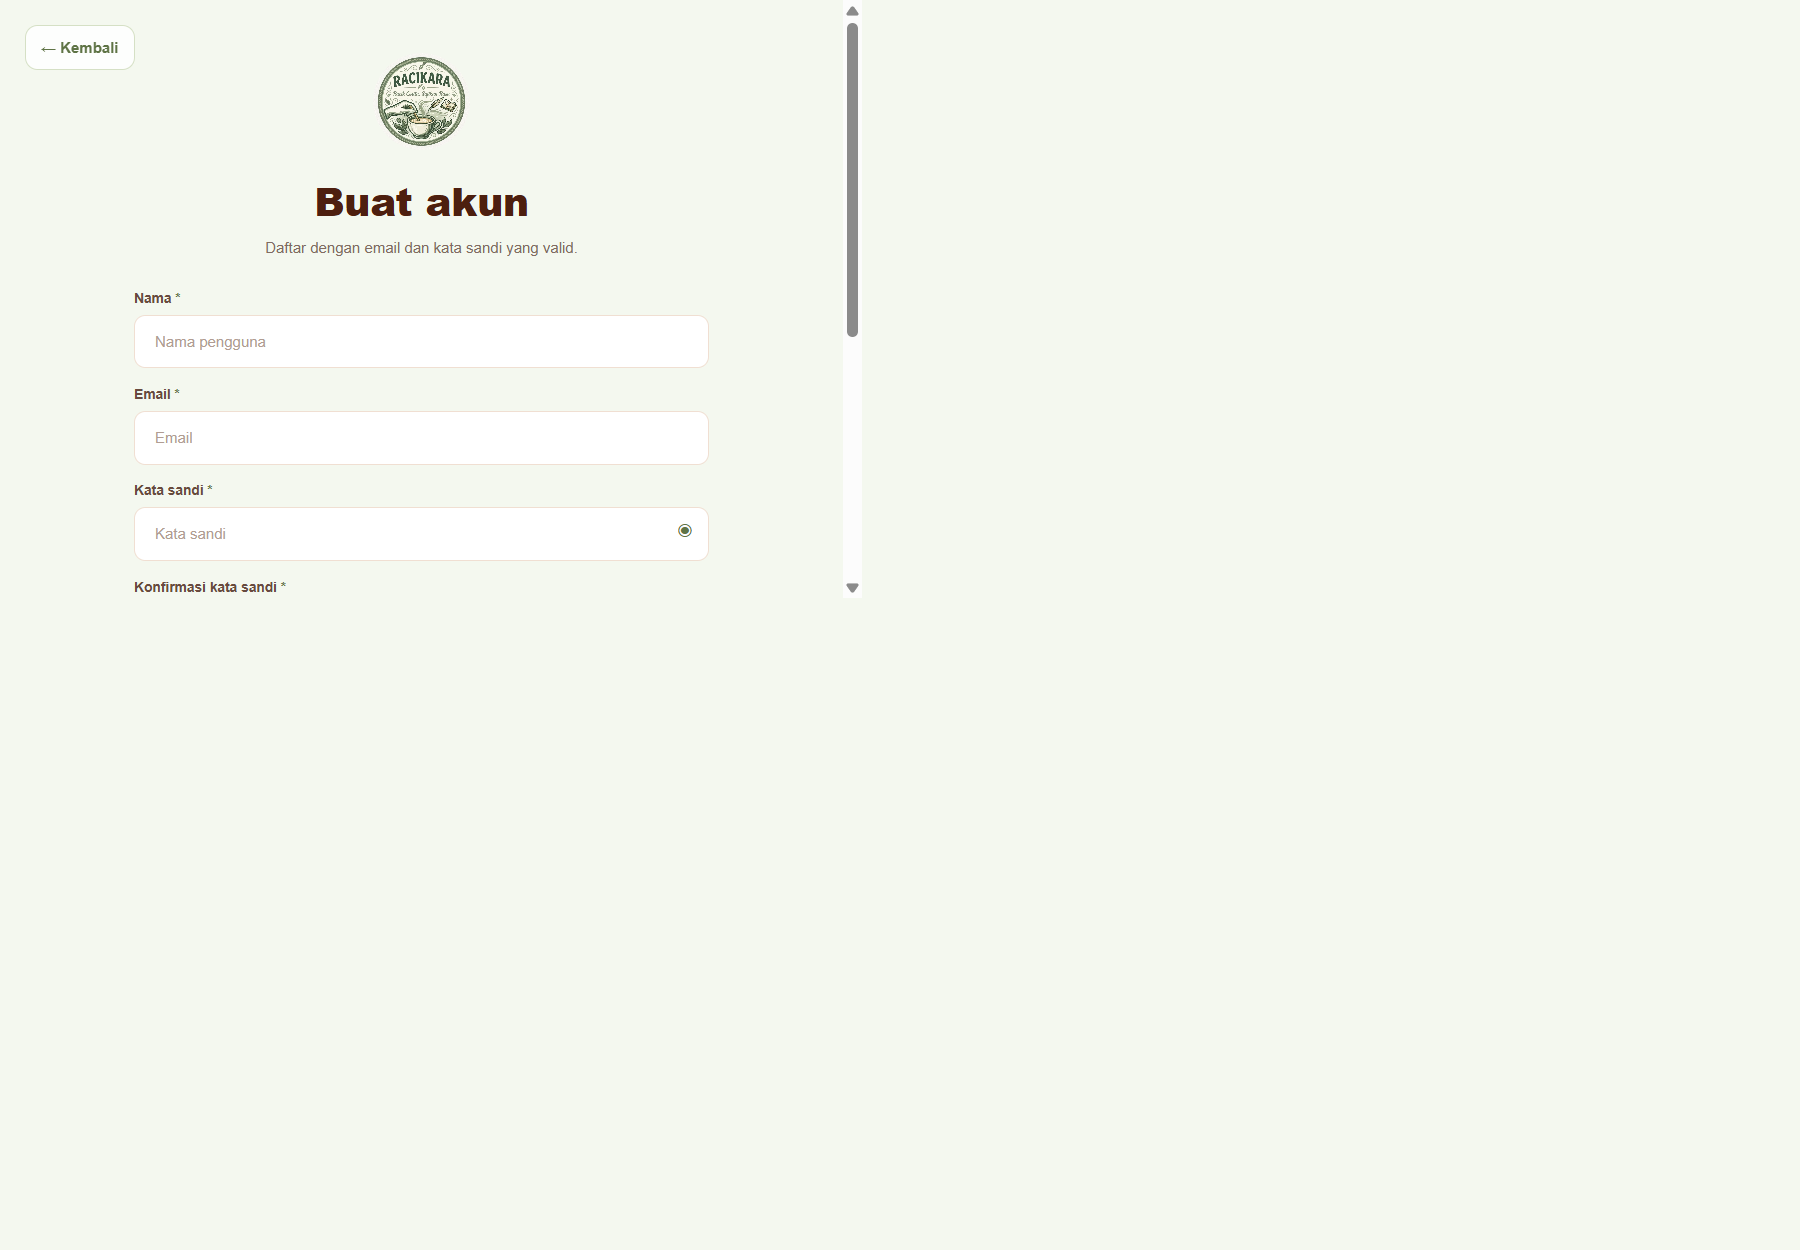 ← Kembali
RACIKARA
Buat akun
Daftar dengan email dan kata sandi yang valid.
Nama *
Nama pengguna
Email *
Email
Kata sandi *
Kata sandi
Konfirmasi kata sandi *